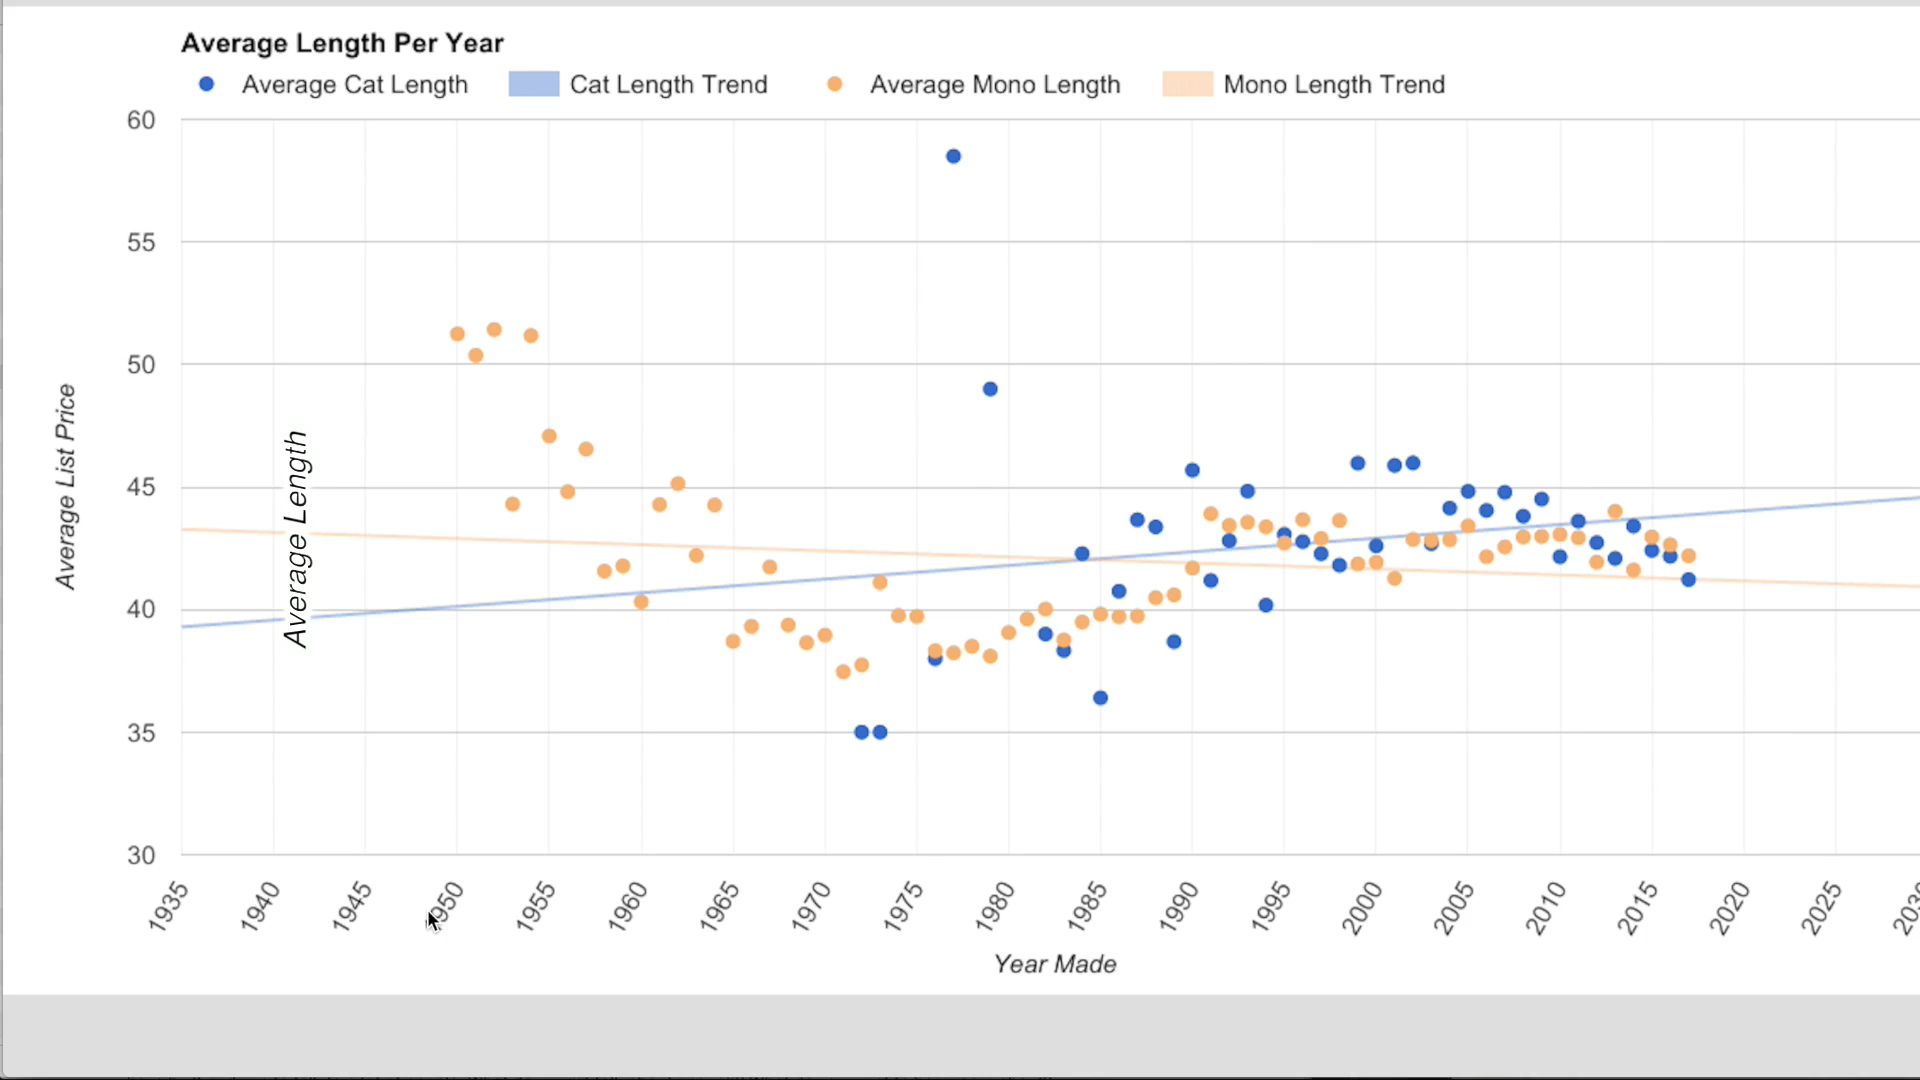 Average Length Per Year
Average Cat Length Cat Length Trend Average Mono Length Mono Length Trend
60
55
50
45
40
35
30
Average List Price
Average Length
1935 1940 1945 1950 1955 1960 1965 1970 1975 1980 1985 1990 1995 2000 2005 2010 2015 2020 2025
Year Made